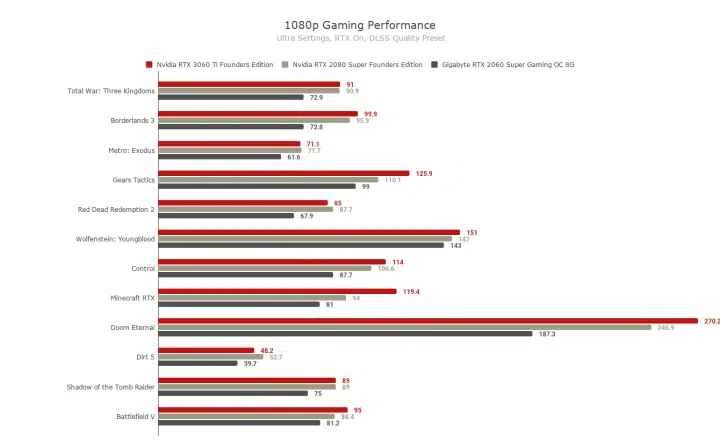 1080p Gaming Performance
Ultra Settings, RTX On, DLSS Quality Preset
Nvidia RTX 3060 Ti Founders Edition Nvidia RTX 2080 Super Founders Edition Gigabyte RTX 2060 Super Gaming OC 8G
Total War: Three Kingdoms
91
90.9
72.9
Borderlands 3
99.9
95.9
72.8
Metro: Exodus
71.1
71.7
61.6
Gears Tactics
125.9
110.1
99
Red Dead Redemption 2
85
87.7
67.9
Wolfenstein: Youngblood
151
147
143
Control
114
106.6
87.7
Minecraft RTX
119.4
94
81
Doom Eternal
270.2
246.9
187.3
Dirt 5
48.2
52.7
39.7
Shadow of the Tomb Raider
89
89
75
Battlefield V
95
88.4
81.2